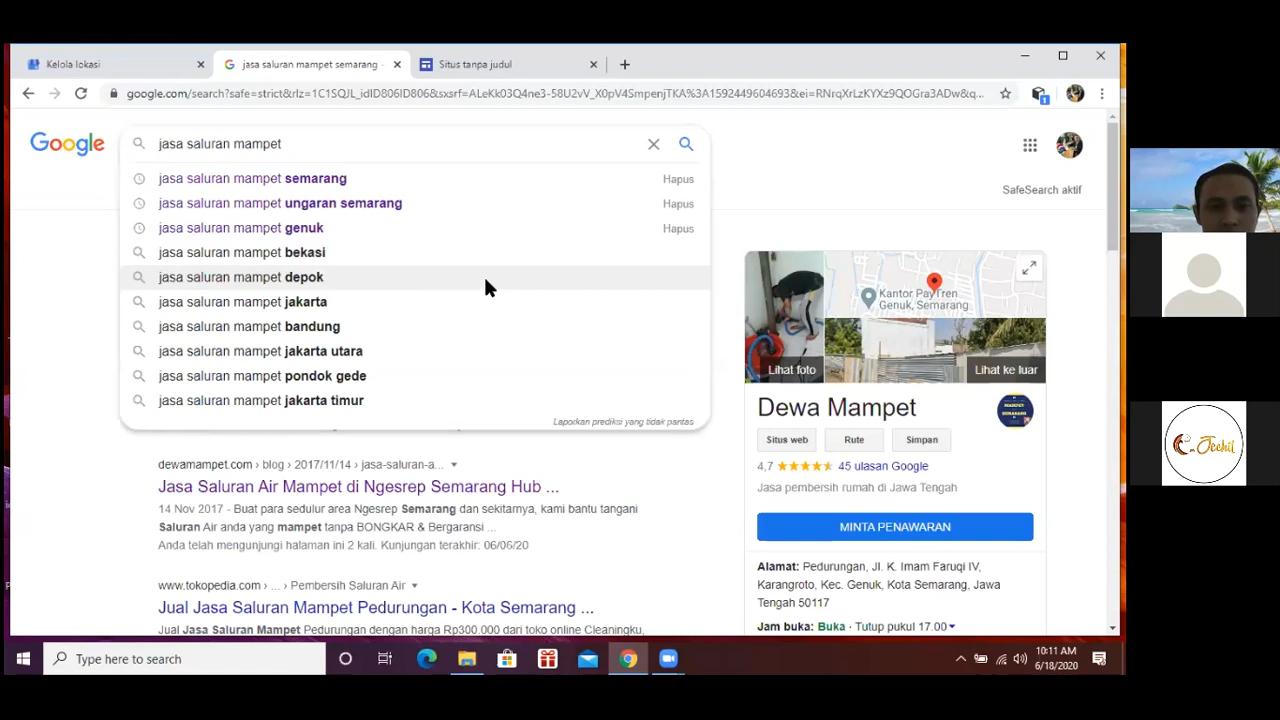 Kelola lokasi
jasa saluran mampet semarang -
Situs tanpa judul
google.com/search?safe=strict&rlz=1C1SQJL_idID806ID806&sxsrf=ALeKk03Q4ne3-58U2vV_X0pV4SmpenjTKA%3A1592449604693&ei=RNrqXrLzKYXz9QOGra3ADw&q...
Google
jasa saluran mampet
jasa saluran mampet semarang Hapus
jasa saluran mampet ungaran semarang Hapus
jasa saluran mampet genuk Hapus
jasa saluran mampet bekasi
jasa saluran mampet depok
jasa saluran mampet jakarta
jasa saluran mampet bandung
jasa saluran mampet jakarta utara
jasa saluran mampet pondok gede
jasa saluran mampet jakarta timur
Laporkan prediksi yang tidak pantas
SafeSearch aktif
dewamampet.com › blog › 2017/11/14 › jasa-saluran-a...
Jasa Saluran Air Mampet di Ngesrep Semarang Hub ...
14 Nov 2017 - Buat para sedulur area Ngesrep Semarang dan sekitarnya, kami bantu tangani
Saluran Air anda yang mampet tanpa BONGKAR & Bergaransi ...
Anda telah mengunjungi halaman ini 2 kali. Kunjungan terakhir: 06/06/20
www.tokopedia.com › ... › Pembersih Saluran Air
Jual Jasa Saluran Mampet Pedurungan - Kota Semarang ...
Jual Jasa Saluran Mampet Pedurungan dengan harga Rp300.000 dari toko online Cleaningku,
Kantor PayTren
Genuk, Semarang
Lihat foto
Lihat ke luar
Dewa Mampet
MAMPET
SEMARANG
Situs web
Rute
Simpan
4,7 45 ulasan Google
Jasa pembersih rumah di Jawa Tengah
MINTA PENAWARAN
Alamat: Pedurungan, Jl. K. Imam Faruqi IV,
Karangroto, Kec. Genuk, Kota Semarang, Jawa
Tengah 50117
Jam buka: Buka · Tutup pukul 17.00
Type here to search
10:11 AM
6/18/2020
Jechil